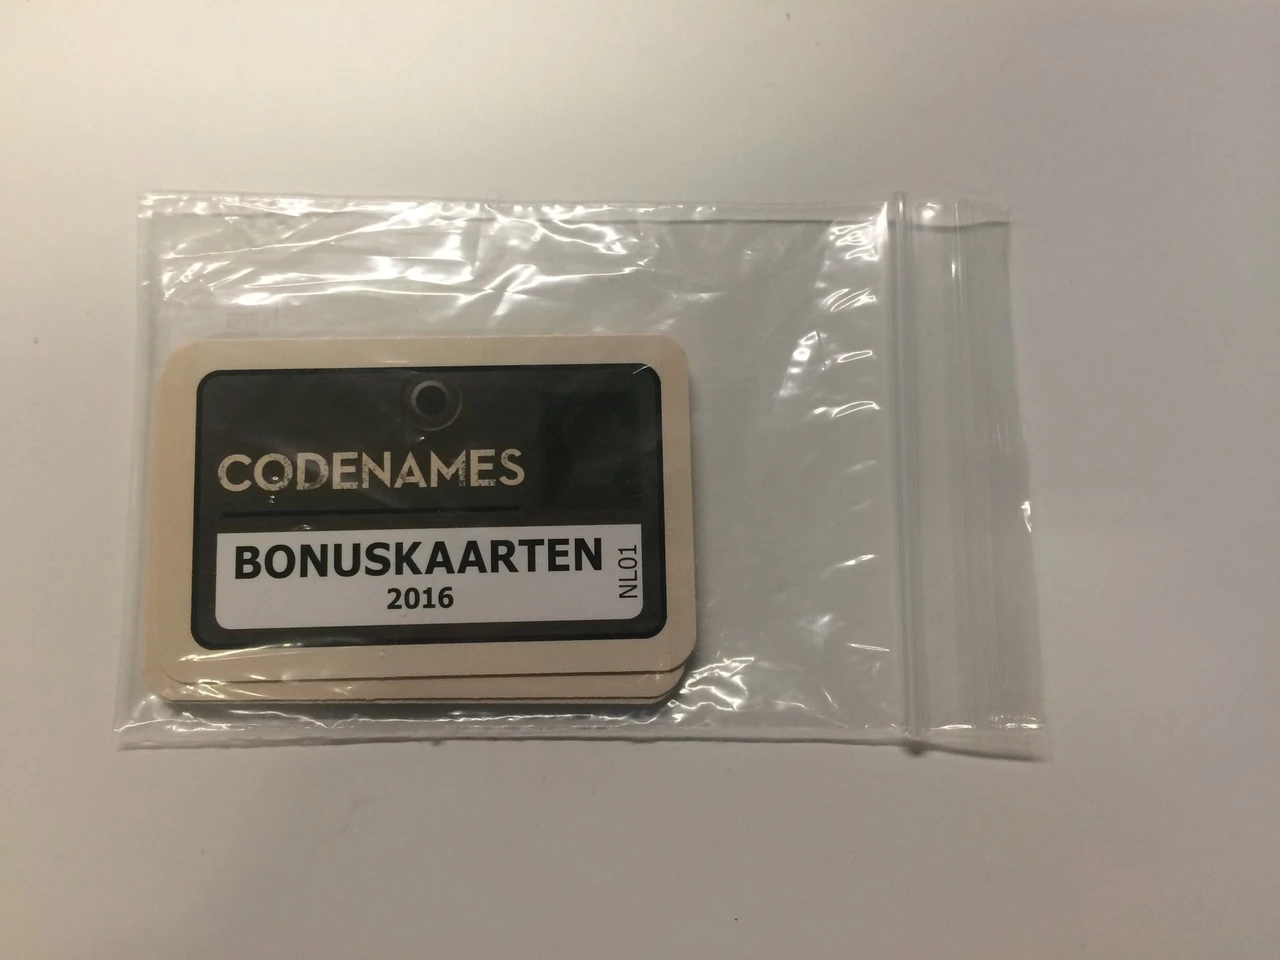 CODENAMES
BONUSKAARTEN
2016
NL01